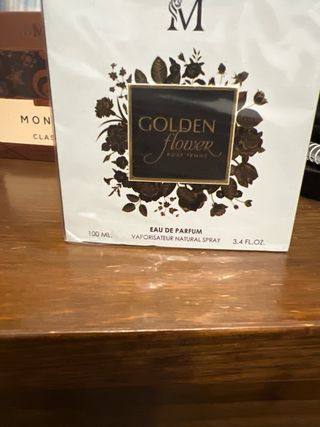 M
GOLDEN
flower
POUR FEMME
EAU DE PARFUM
100 ML.
VAPORISATEUR NATURAL SPRAY
3.4 FL.OZ.
M
MON
CLAS